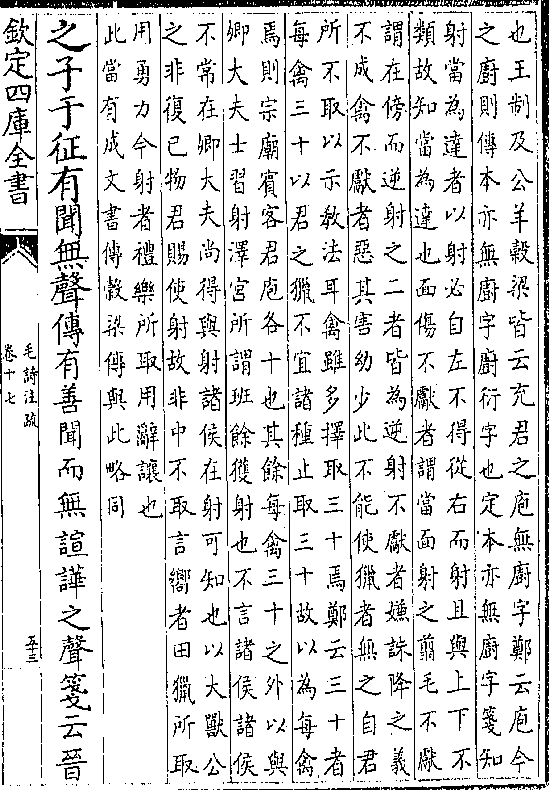 也王制及公羊穀梁皆云充君之庖無廚字鄭云庖今
之廚則傳本亦無廚字廚衍字也定本亦無廚字箋知
射當為達者以射必自左不得從右而射且與上下不
類故知當為達也面傷不獻者謂當面射之翦毛不獻
謂在傍而逆射之二者皆為逆射不獻者嫌誅降之義
不成禽不獻者惡其害幼少此不能使獵者無之自君
所不取以示教法耳禽雖多擇取三十焉鄭云三十者
每禽三十以君之獵不宜諸種止取三十故以為每禽
焉則宗廟賓客君庖各十也其餘每禽三十之外以與
卿大夫士習射澤宮所謂班餘獲射也不言諸侯諸侯
不常在卿大夫尚得與射諸侯在射可知也以大獸公
之非復已物君賜使射故非中不取言嚮者田獵所取
用勇力今射者禮樂所取用辭讓也
此當有成文書傳穀梁傳與此略同
之子于征有聞無聲傳有善聞而無諠譁之聲箋云晉
欽定四庫全書
毛詩注疏
卷十七
五十三